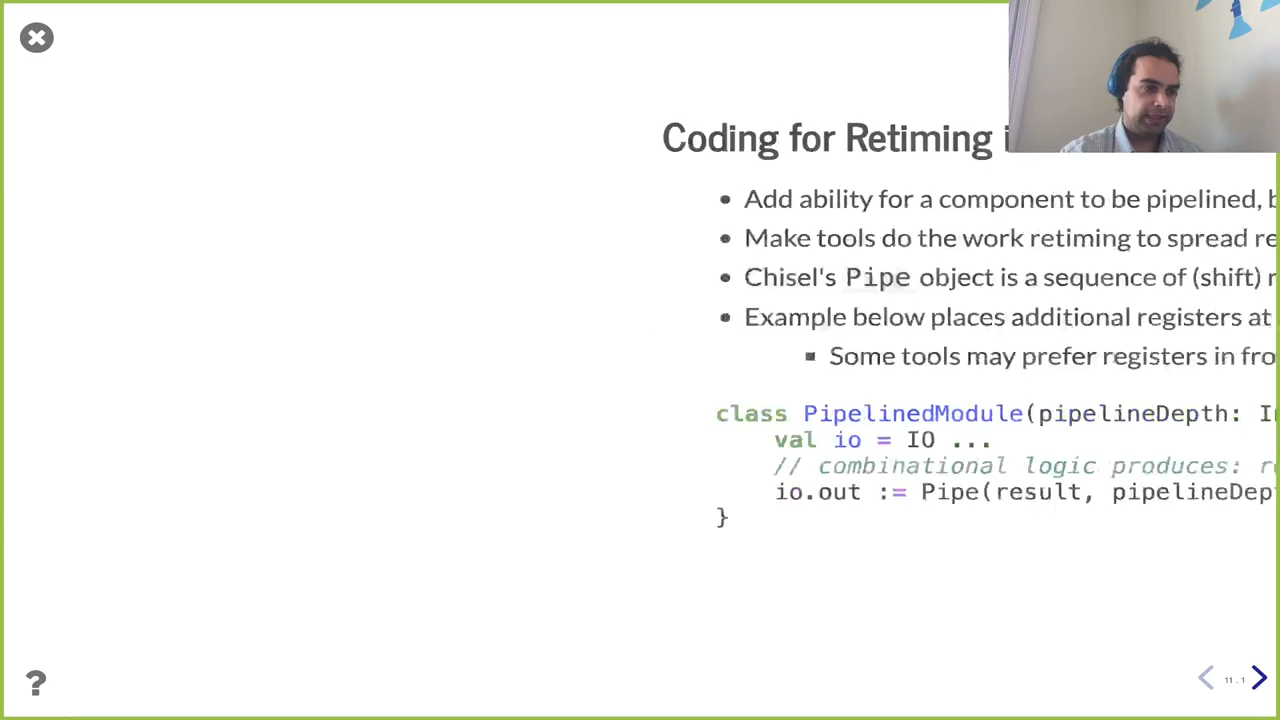 Coding for Retiming
Add ability for a component to be pipelined,
Make tools do the work retiming to spread
Chisel's Pipe object is a sequence of (shift)
Example below places additional registers at
Some tools may prefer registers in
class PipelinedModule(pipelineDepth:
val io = IO ...
// combinational logic produces:
io.out := Pipe(result,
}
?
11 . 1